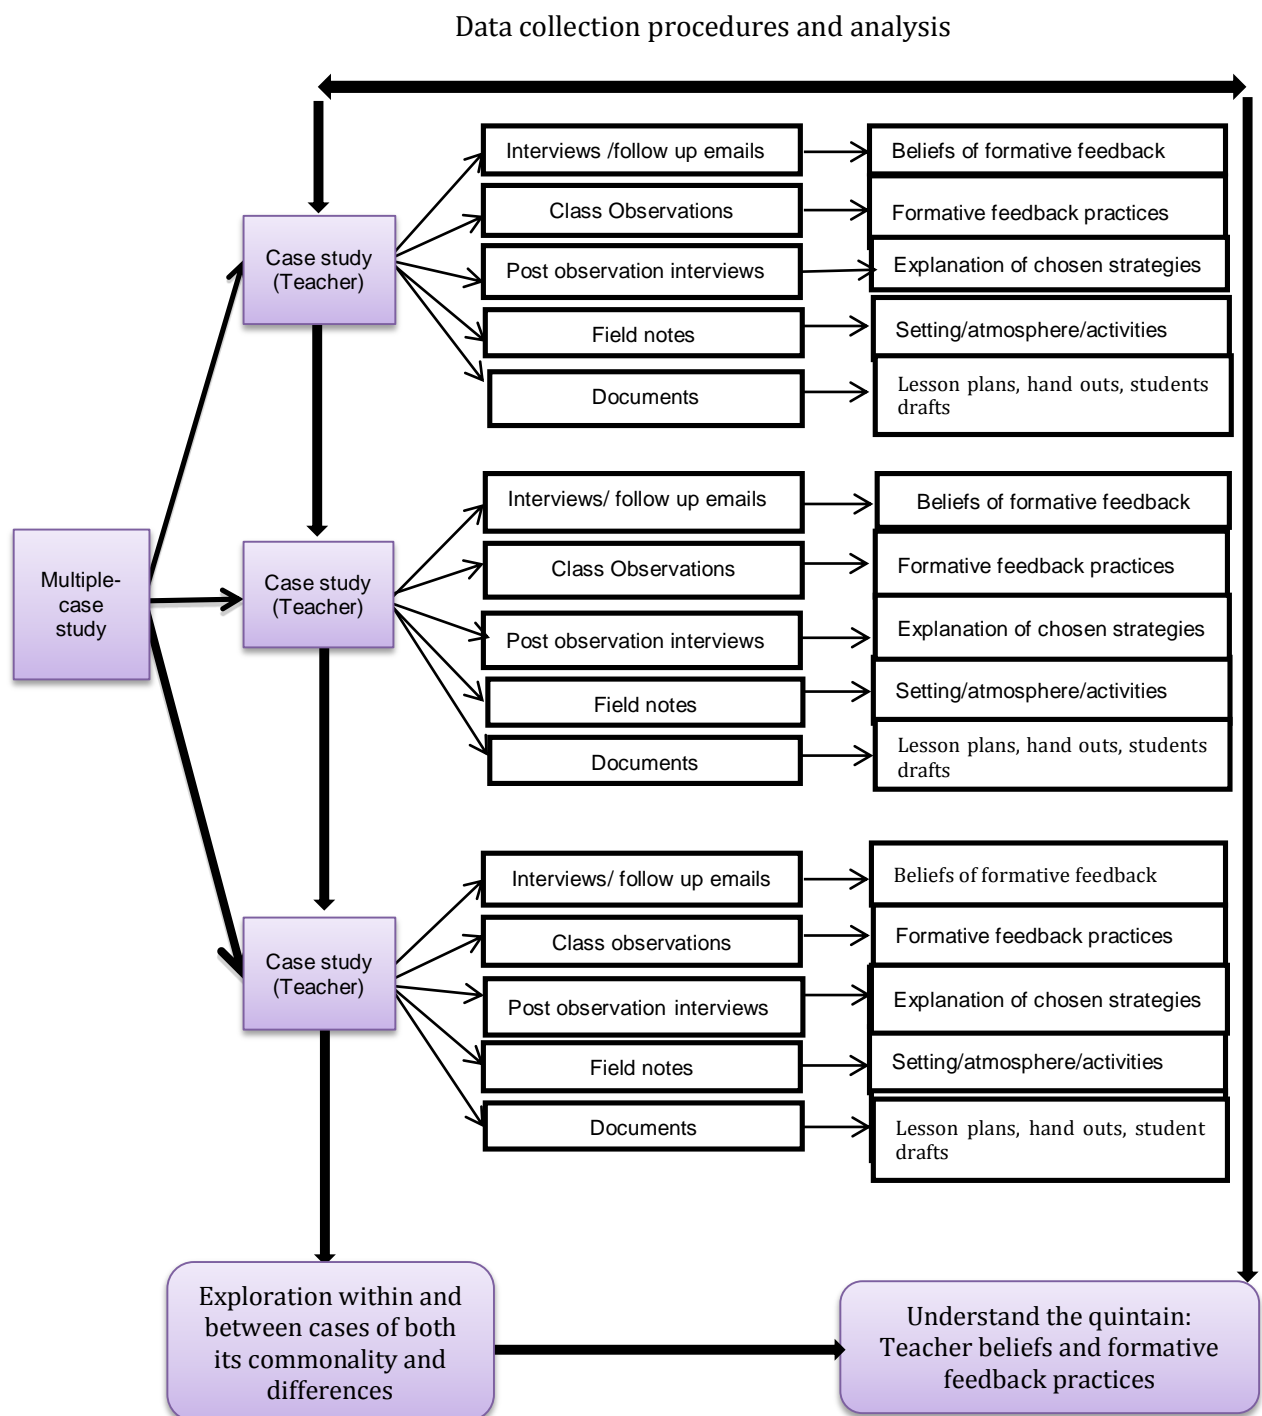 Data collection procedures and analysis
Interviews /follow up emails
Beliefs of formative feedback
Class Observations
Formative feedback practices
Case study
(Teacher)
Post observation interviews
Explanation of chosen strategies
Field notes
Setting/atmosphere/activities
Documents
Lesson plans, hand outs, students
drafts
Interviews/ follow up emails
Beliefs of formative feedback
Multiple-
case
study
Case study
(Teacher)
Class Observations
Formative feedback practices
Post observation interviews
Explanation of chosen strategies
Field notes
Setting/atmosphere/activities
Documents
Lesson plans, hand outs, students
drafts
Interviews/ follow up emails
Beliefs of formative feedback
Class observations
Formative feedback practices
Case study
(Teacher)
Post observation interviews
Explanation of chosen strategies
Field notes
Setting/atmosphere/activities
Documents
Lesson plans, hand outs, student
drafts
Exploration within and
between cases of both
its commonality and
differences
Understand the quintain:
Teacher beliefs and formative
feedback practices